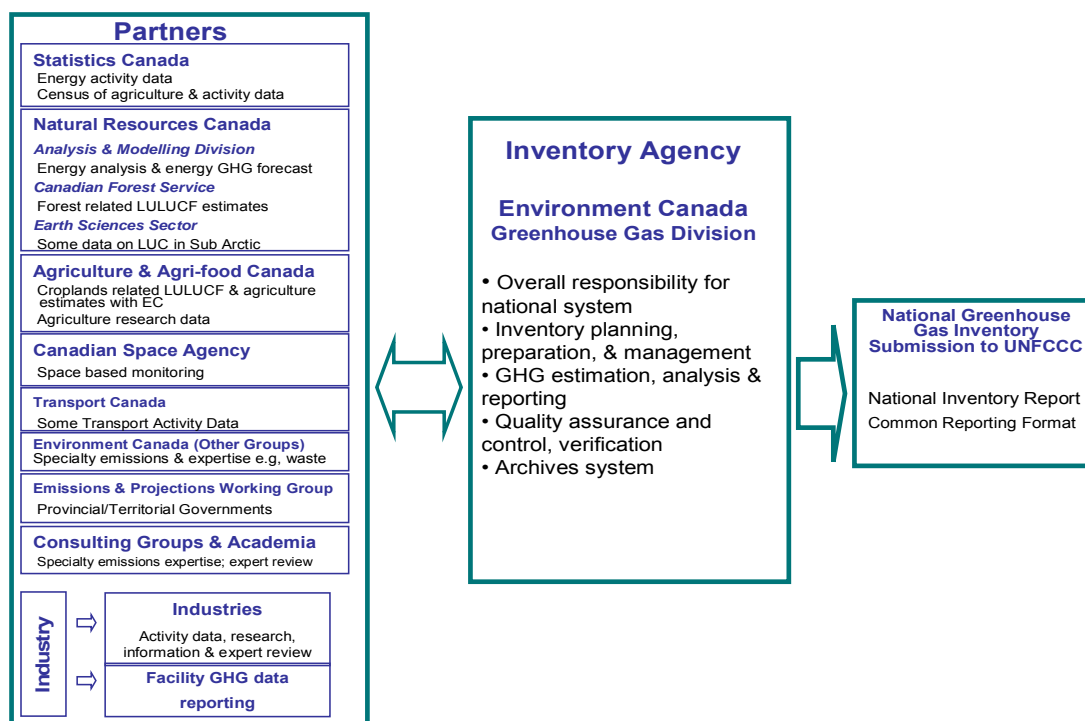 Partners
Statistics Canada
Energy activity data
Census of agriculture & activity data
Natural Resources Canada
Analysis & Modelling Division
Energy analysis & energy GHG forecast
Canadian Forest Service
Forest related LULUCF estimates
Earth Sciences Sector
Some data on LUC in Sub Arctic
Agriculture & Agri-food Canada
Croplands related LULUCF & agriculture
estimates with EC
Agriculture research data
Canadian Space Agency
Space based monitoring
Transport Canada
Some Transport Activity Data
Environment Canada (Other Groups)
Specialty emissions & expertise e.g, waste
Emissions & Projections Working Group
Provincial/Territorial Governments
Consulting Groups & Academia
Specialty emissions expertise; expert review
Industry
Industries
Activity data, research,
information & expert review
Facility GHG data
reporting
Inventory Agency
Environment Canada
Greenhouse Gas Division
• Overall responsibility for
national system
• Inventory planning,
preparation, & management
• GHG estimation, analysis &
reporting
• Quality assurance and
control, verification
• Archives system
National Greenhouse
Gas Inventory
Submission to UNFCCC
National Inventory Report
Common Reporting Format